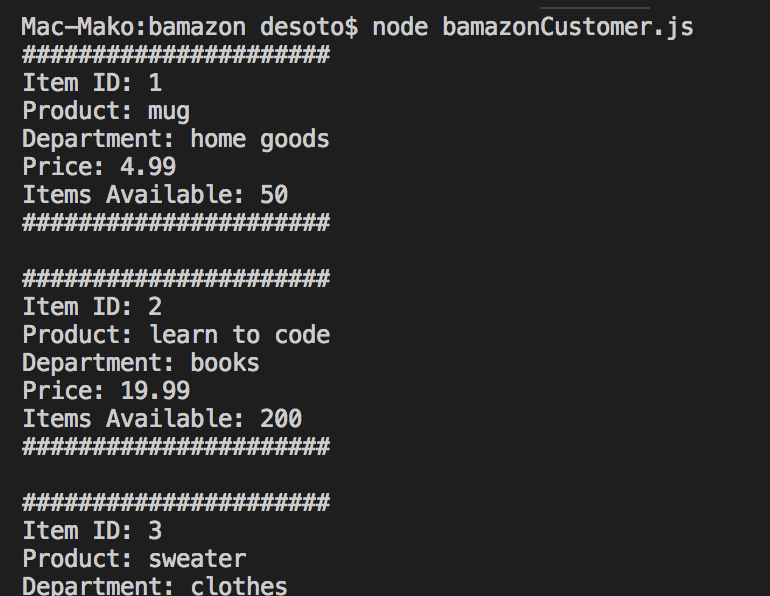 Mac-Mako:bamazon desoto$ node bamazonCustomer.js
######################
Item ID: 1
Product: mug
Department: home goods
Price: 4.99
Items Available: 50
######################
######################
Item ID: 2
Product: learn to code
Department: books
Price: 19.99
Items Available: 200
######################
######################
Item ID: 3
Product: sweater
Department: clothes